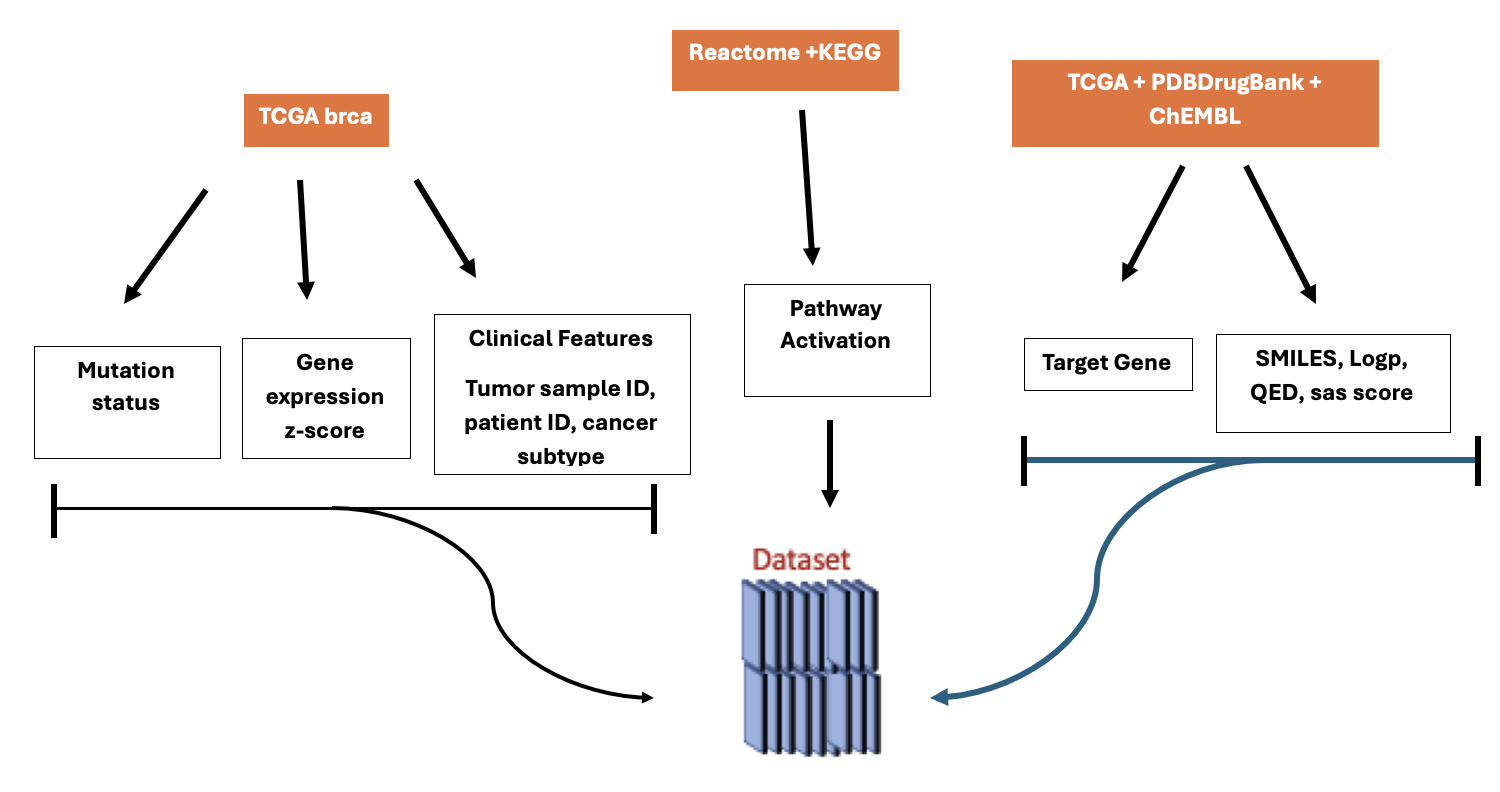 Reactome +KEGG
TCGA brca
TCGA + PDBDrugBank +
ChEMBL
Mutation
status
Gene
expression
z-score
Clinical Features
Tumor sample ID,
patient ID, cancer
subtype
Pathway
Activation
Target Gene
SMILES, Logp,
QED, sas score
Dataset